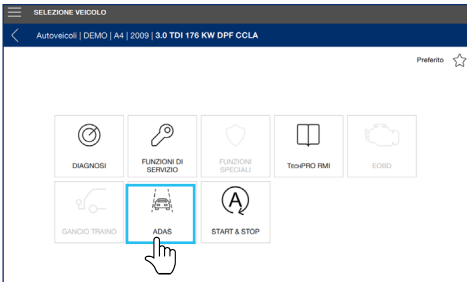 SELEZIONE VEICOLO
Autoveicoli | DEMO | A4 | 2009 | 3.0 TDI 176 KW DPF CCLA
Preferito
DIAGNOSI
FUNZIONI DI
SERVIZIO
FUNZIONI
SPECIALI
TECHPRO RMI
EOBD
GANCIO TRAINO
ADAS
A
START & STOP